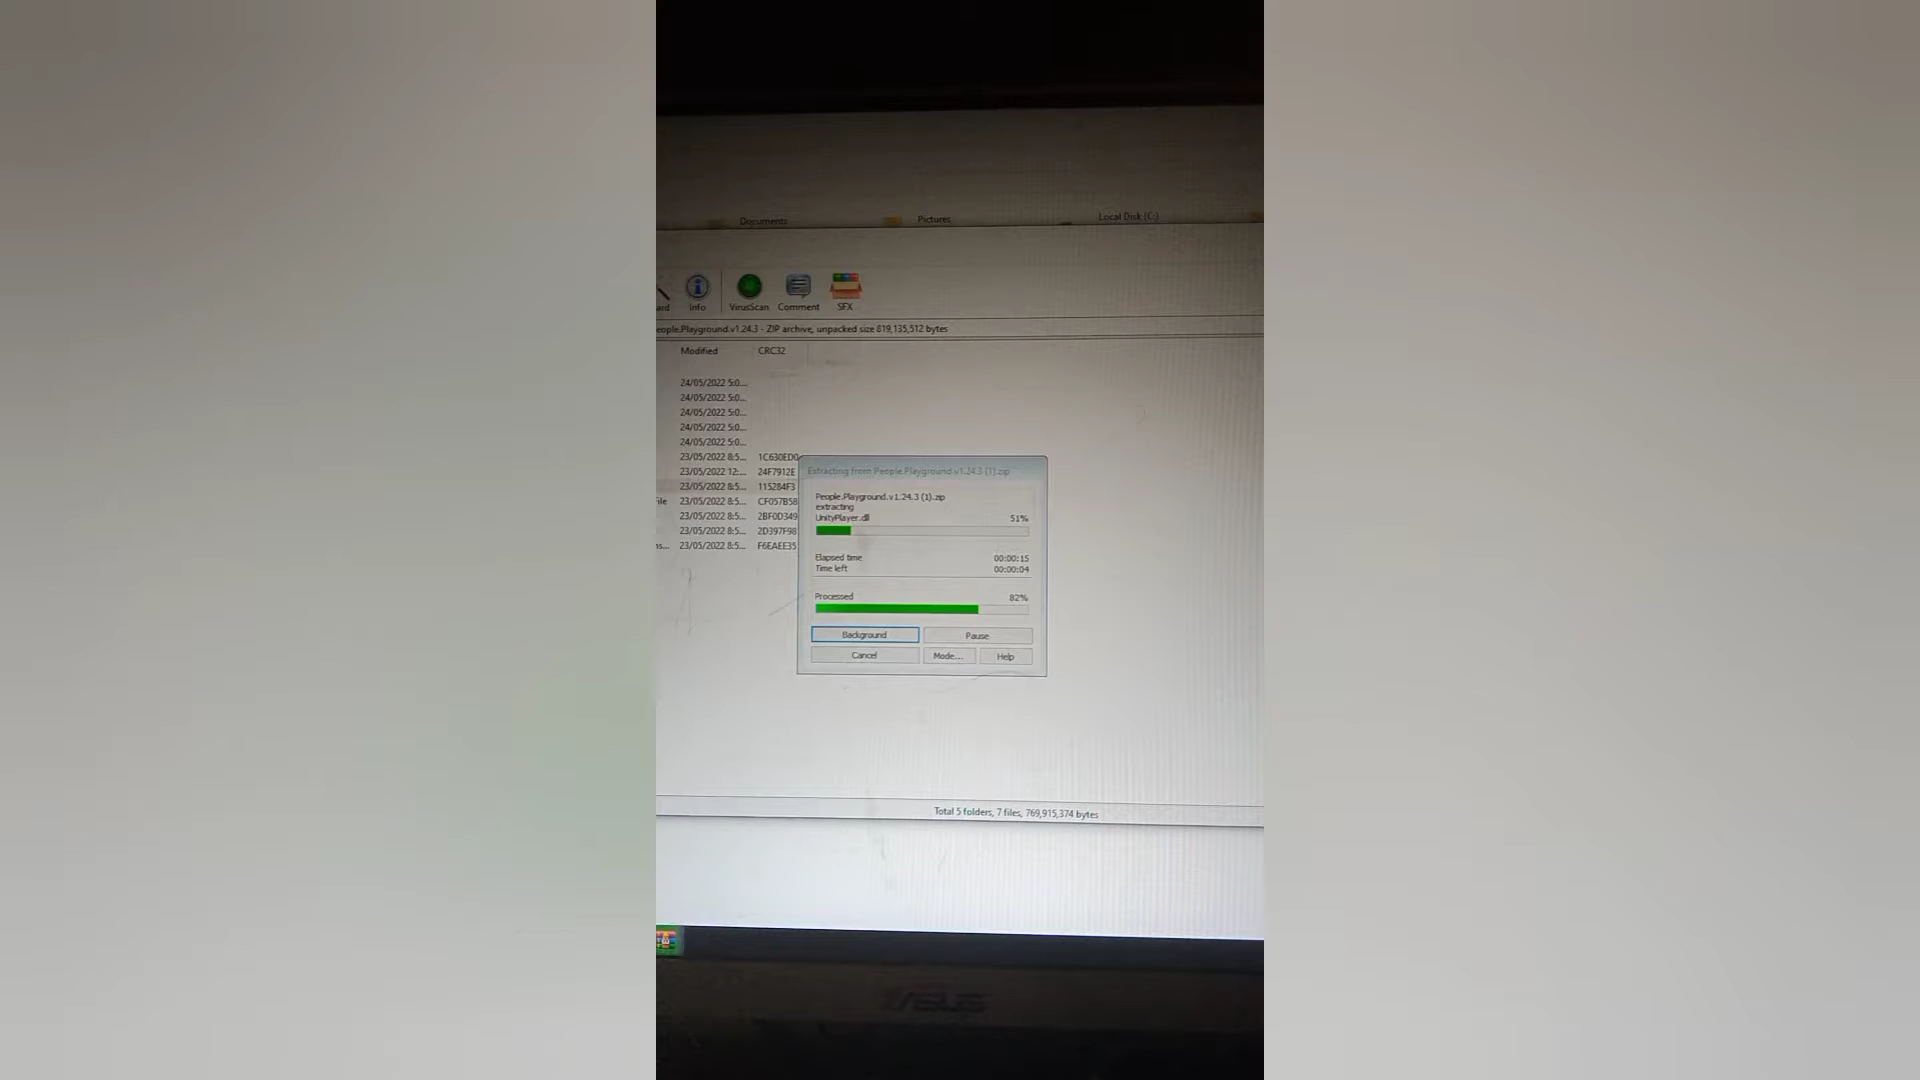 Documents Pictures Local Disk (C:)
ard Info VirusScan Comment SFX
eople.Playground.v1.24.3 - ZIP archive, unpacked size 819,135,512 bytes
Modified CRC32
24/05/2022 5:0...
24/05/2022 5:0...
24/05/2022 5:0...
24/05/2022 5:0...
24/05/2022 5:0...
23/05/2022 8:5... 1C630ED0
23/05/2022 12:... 24F7912E
23/05/2022 8:5... 115284F3
ile 23/05/2022 8:5... CF057B58
23/05/2022 8:5... 2BF0D349
23/05/2022 8:5... 2D397F98
ns... 23/05/2022 8:5... F6EAEE35
Extracting from People.Playground.v1.24.3 (1).zip
People.Playground.v1.24.3 (1).zip
extracting
UnityPlayer.dll 51%
Elapsed time 00:00:15
Time left 00:00:04
Processed 82%
Background Pause
Cancel Mode... Help
Total 5 folders, 7 files, 769,915,374 bytes
ASUS